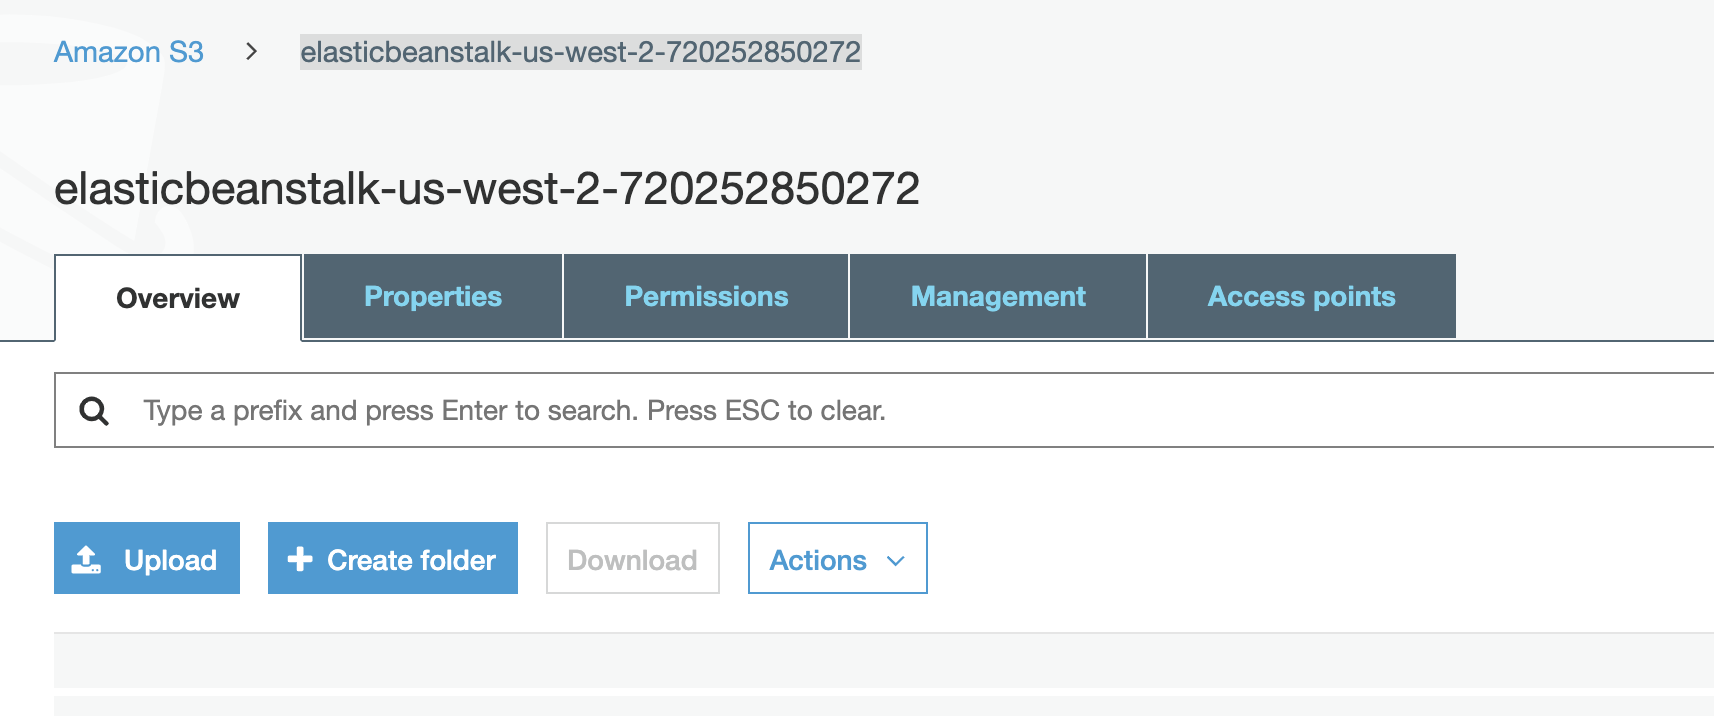 Amazon S3 > elasticbeanstalk-us-west-2-720252850272
elasticbeanstalk-us-west-2-720252850272
Overview Properties Permissions Management Access points
Type a prefix and press Enter to search. Press ESC to clear.
Upload Create folder Download Actions